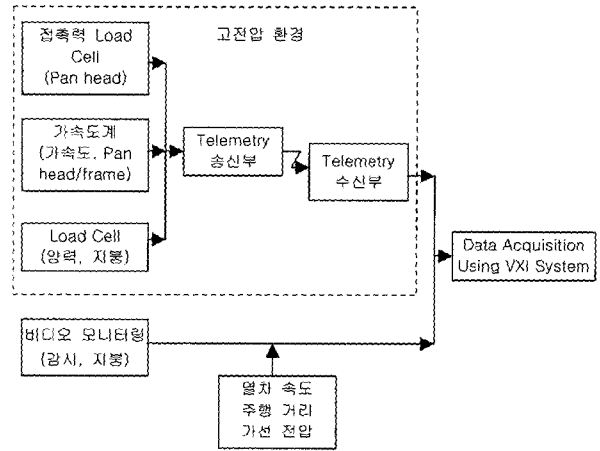 접촉력 Load
Cell
(Pan head)
고전압 환경
가속도계
(가속도, Pan
head/frame)
Telemetry
송신부
Telemetry
수신부
Load Cell
(양력, 지붕)
Data Acquisition
Using VXI System
비디오 모니터링
(감시, 지붕)
열차 속도
주행 거리
가선 전압